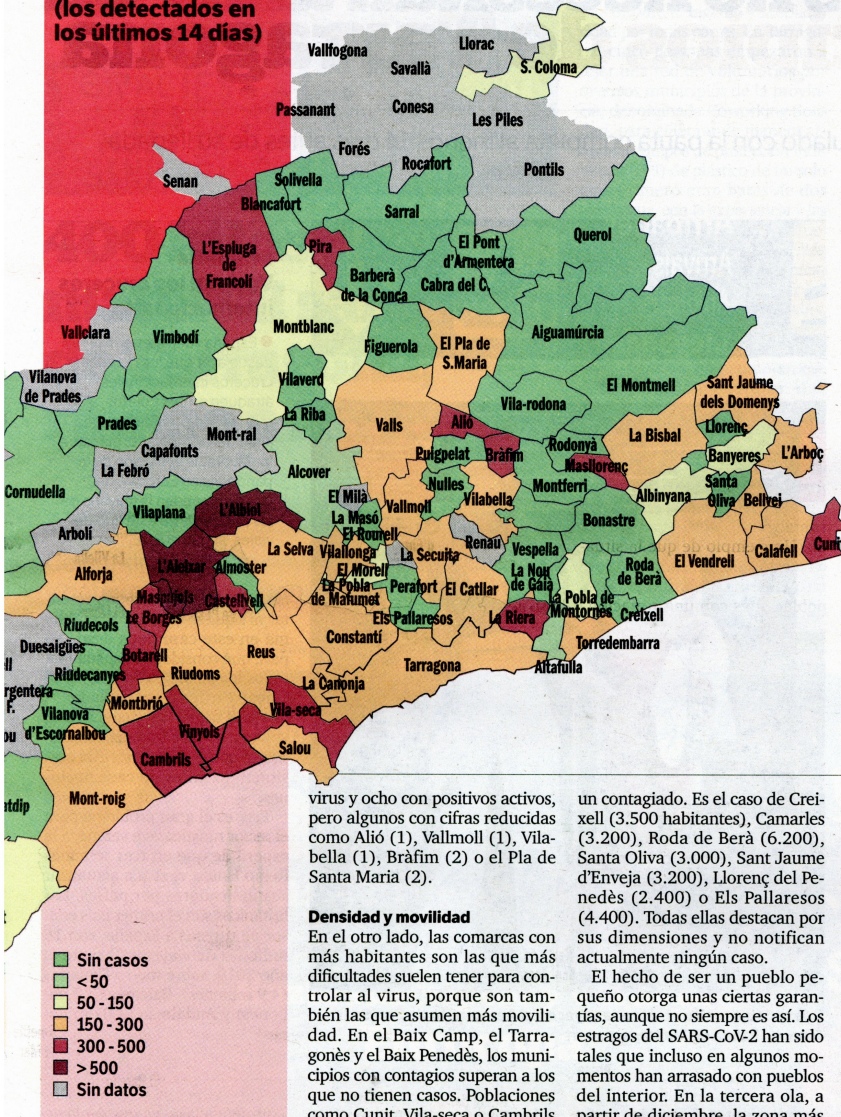 (los detectados en
los últimos 14 días)
Vallfogona
Llorac
Savallà
S. Coloma
Passanant
Conesa
Les Piles
Forés
Rocafort
Pontils
Senan
Solivella
Blancafort
Sarral
L'Espluga
de
Francolí
Pira
El Pont
d'Armentera
Querol
Barberà
de la Conca
Cabra del C.
Vallclara
Vimbodí
Montblanc
Figuerola
El Pla de
S.Maria
Aiguamúrcia
Vilanova
de Prades
Vilaverd
El Montmell
Sant Jaume
dels Domenys
La Riba
Vila-rodona
Prades
Mont-ral
Valls
Alió
Llorenç
Capafonts
Puigpelat
Bràfim
Rodonyà
La Bisbal
Banyeres
L'Arboç
La Febró
Alcover
Masllorenç
Cornudella
Nulles
Montferri
Santa
Oliva
El Milà
Vilabella
Albinyana
Bellvei
Vilaplana
L'Albiol
Vallmoll
La Masó
Bonastre
Arbolí
El Rourell
Renau
La Selva
Vilallonga
La Secuita
Vespella
Calafell
Alforja
L'Aleixar
Almoster
El Morell
Perafort
El Catllar
La Nou
de Gaià
Roda
de Berà
El Vendrell
Maspujols
Castellvell
La Pobla
de Mafumet
La Pobla de
Montornès
Riudecols
Le Borges
Els Pallaresos
La Riera
Creixell
Duesaigües
Botarell
Reus
Constantí
Torredembarra
Riudecanyes
Riudoms
Tarragona
Altafulla
rgentera
F.
Montbrió
La Canonja
Vilanova
d'Escornalbou
Vila-seca
Vinyols
Cambrils
Salou
Mont-roig
virus y ocho con positivos activos,
pero algunos con cifras reducidas
como Alió (1), Vallmoll (1), Vila-
bella (1), Bràfim (2) o el Pla de
Santa Maria (2).
Densidad y movilidad
En el otro lado, las comarcas con
más habitantes son las que más
dificultades suelen tener para con-
trolar al virus, porque son tam-
bién las que asumen más movili-
dad. En el Baix Camp, el Tarra-
gonès y el Baix Penedès, los muni-
cipios con contagios superan a los
que no tienen casos. Poblaciones
como Cunit, Vila-seca o Cambrils
un contagiado. Es el caso de Crei-
xell (3.500 habitantes), Camarles
(3.200), Roda de Berà (6.200),
Santa Oliva (3.000), Sant Jaume
d'Enveja (3.200), Llorenç del Pe-
nedès (2.400) o Els Pallaresos
(4.400). Todas ellas destacan por
sus dimensiones y no notifican
actualmente ningún caso.
El hecho de ser un pueblo pe-
queño otorga unas ciertas garan-
tías, aunque no siempre es así. Los
estragos del SARS-CoV-2 han sido
tales que incluso en algunos mo-
mentos han arrasado con pueblos
del interior. En la tercera ola, a
partir de diciembre, la zona más
Sin casos
< 50
50 - 150
150 - 300
300 - 500
> 500
Sin datos